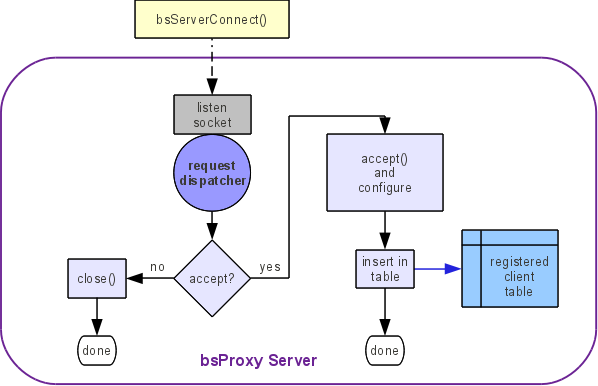 bsServerConnect()
listen
socket
request
dispatcher
accept?
no
yes
close()
done
accept()
and
configure
insert in
table
registered
client
table
done
bsProxy Server